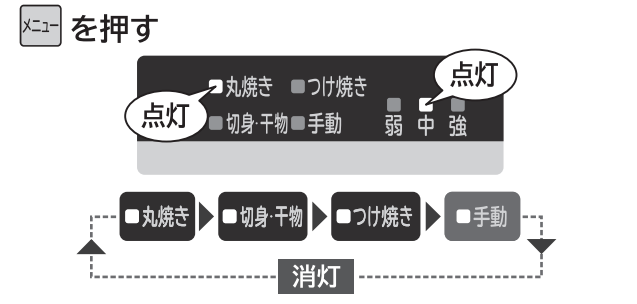 メニュー を押す
点灯
丸焼き つけ焼き
点灯
切身・干物 手動 弱 中 強
丸焼き 切身・干物 つけ焼き 手動
消灯